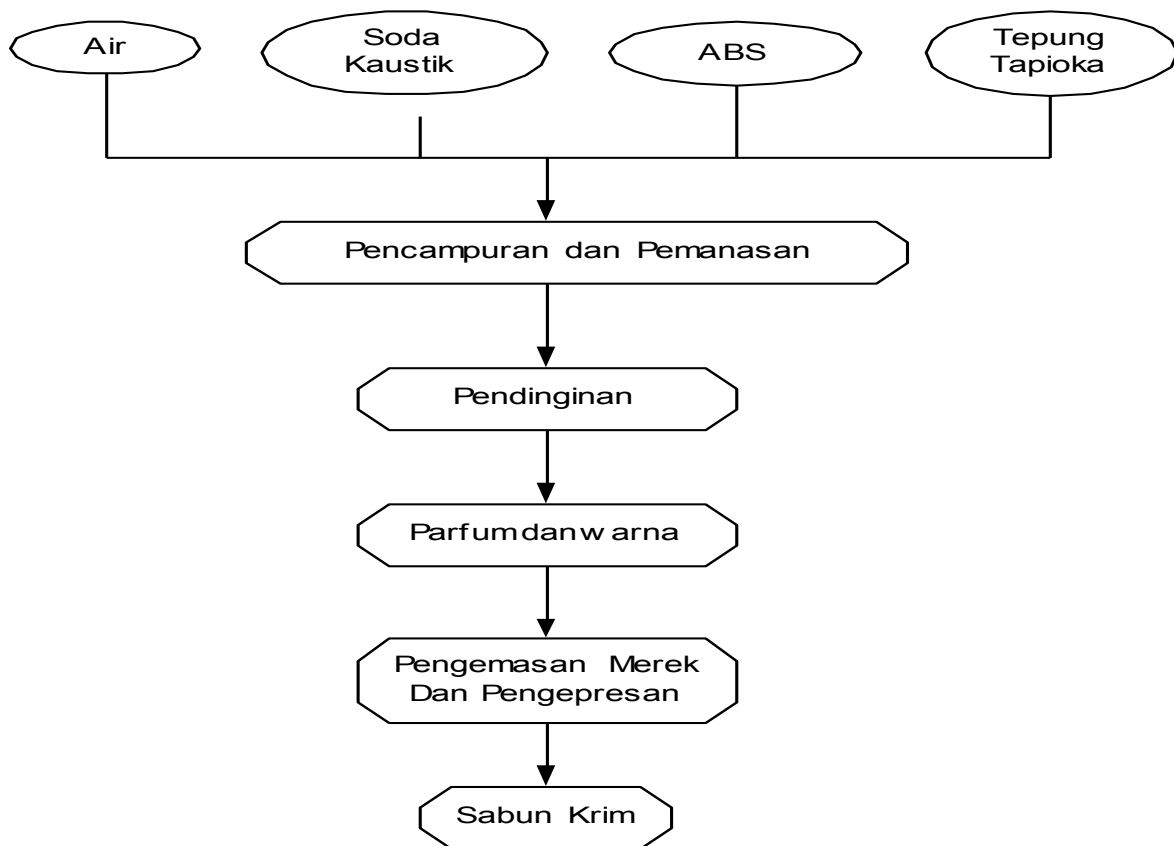 Air
Soda
Kaustik
ABS
Tepung
Tapioka
Pencampuran dan Pemanasan
Pendinginan
Parfumdanwarna
Pengemasan Merek
Dan Pengepresan
Sabun Krim